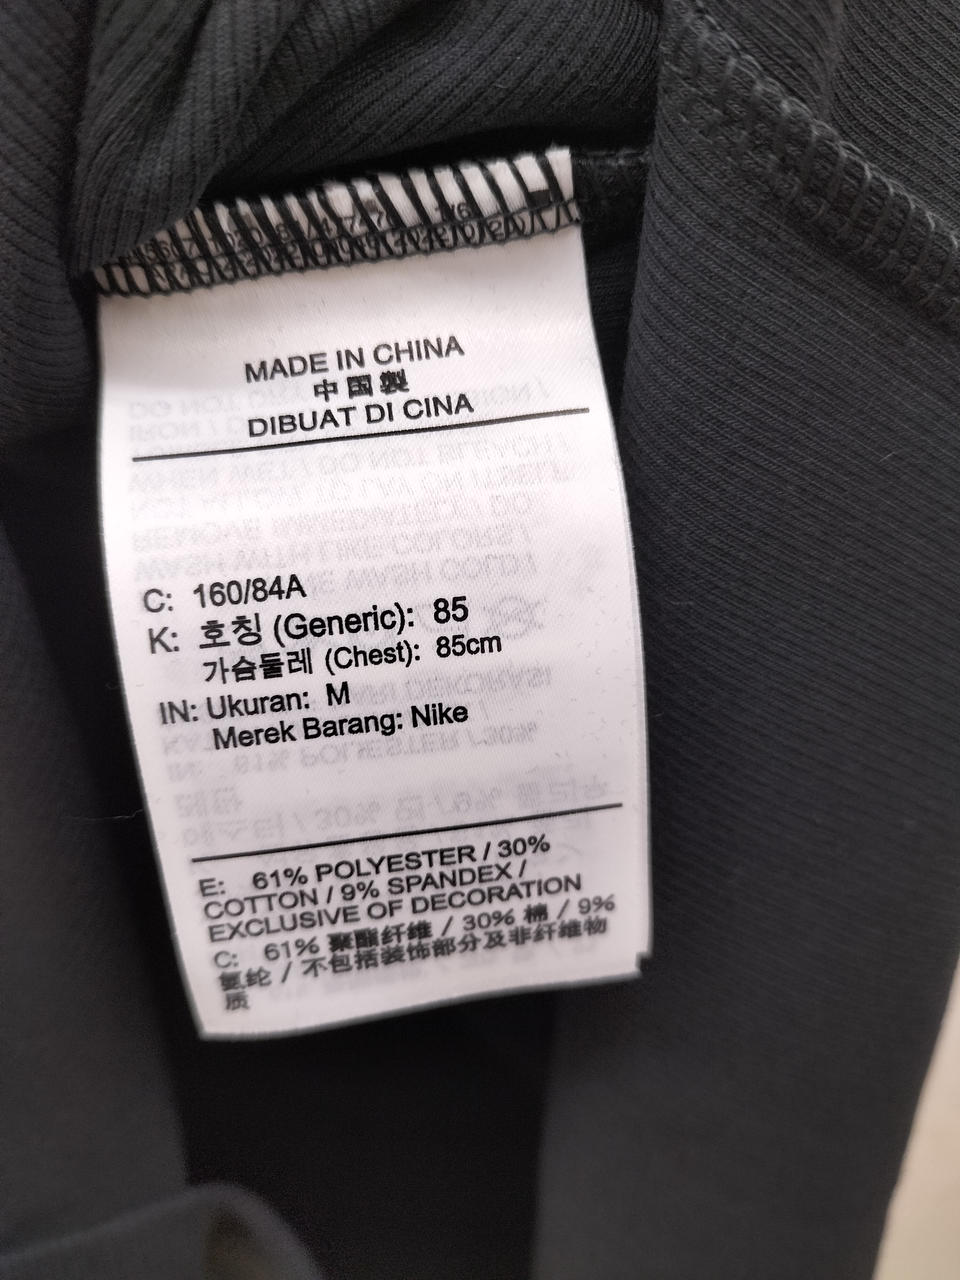 MADE IN CHINA
中国製
DIBUAT DI CINA
C: 160/84A
K: 호칭 (Generic): 85
가슴둘레 (Chest): 85cm
IN: Ukuran: M
Merek Barang: Nike
E: 61% POLYESTER / 30%
COTTON / 9% SPANDEX /
EXCLUSIVE OF DECORATION
C: 61% 聚酯纤维 / 30% 棉 / 9%
氨纶 / 不包括装饰部分及非纤维物
质